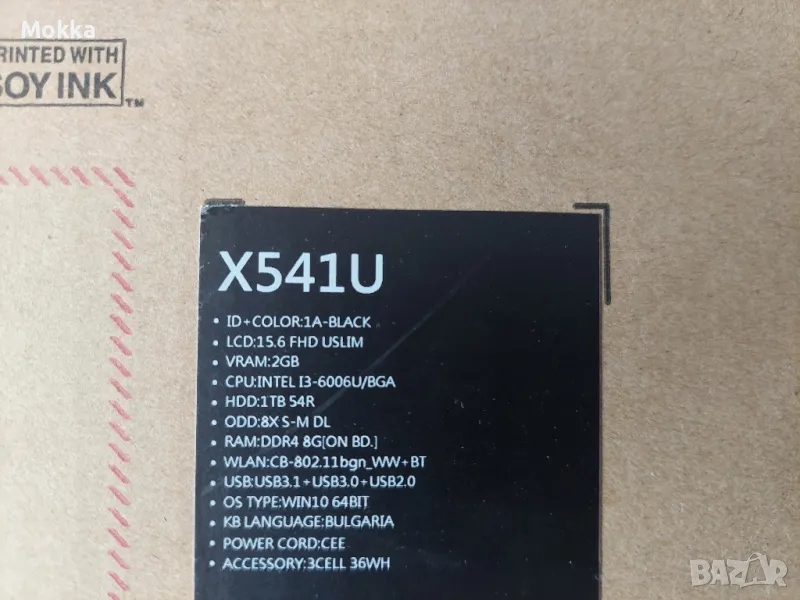 Mokka
RINTED WITH
SOY INK
TM
X541U
• ID+COLOR:1A-BLACK
• LCD:15.6 FHD USLIM
• VRAM:2GB
• CPU:INTEL I3-6006U/BGA
• HDD:1TB 54R
• ODD:8X S-M DL
• RAM:DDR4 8G[ON BD.]
• WLAN:CB-802.11bgn_WW+BT
• USB:USB3.1+USB3.0+USB2.0
• OS TYPE:WIN10 64BIT
• KB LANGUAGE:BULGARIA
• POWER CORD:CEE
• ACCESSORY:3CELL 36WH
BAZAR